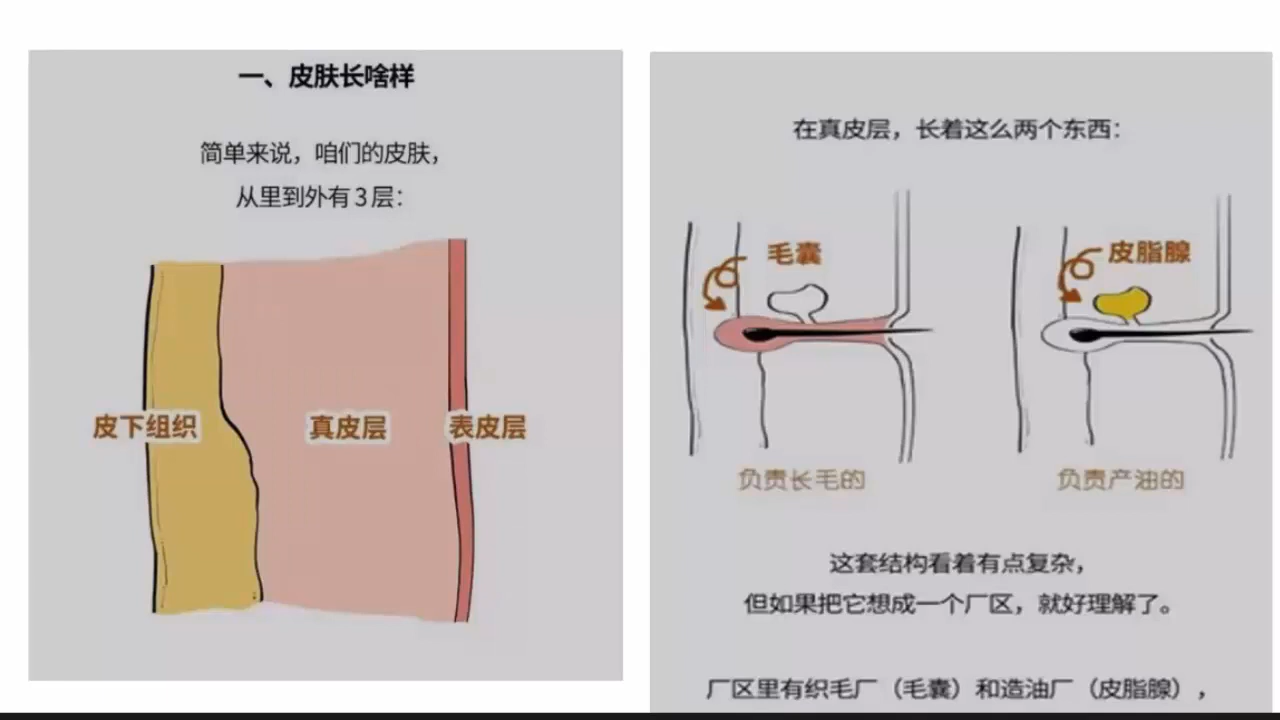 一、皮肤长啥样
简单来说，咱们的皮肤，
从里到外有3层：
皮下组织
真皮层
表皮层
在真皮层，长着这么两个东西：
毛囊
皮脂腺
负责长毛的
负责产油的
这套结构看着有点复杂，
但如果把它想成一个厂区，就好理解了。
厂区里有织毛厂（毛囊）和造油厂（皮脂腺），